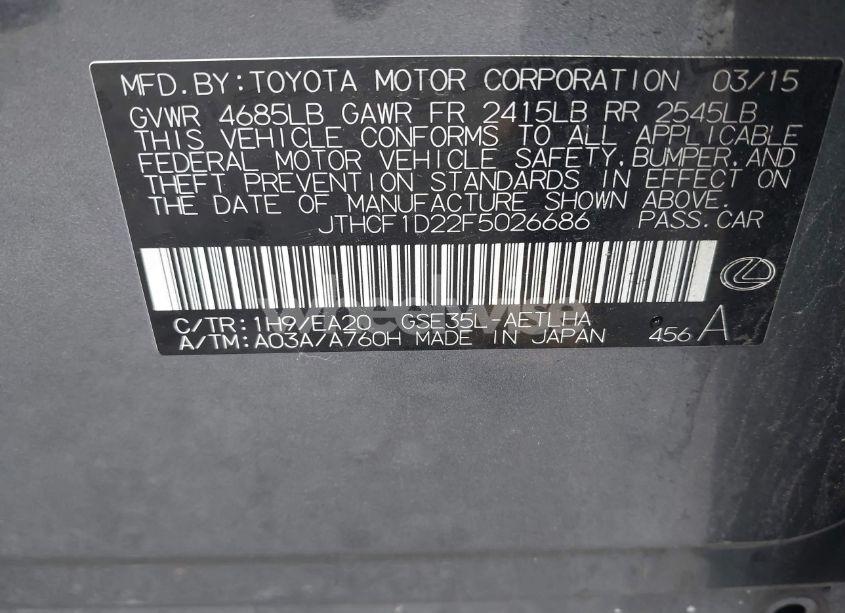 MFD. BY: TOYOTA MOTOR CORPORATION 03/15
GVWR 4685LB GAWR FR 2415LB RR 2545LB
THIS VEHICLE CONFORMS TO ALL APPLICABLE
FEDERAL MOTOR VEHICLE SAFETY, BUMPER, AND
THEFT PREVENTION STANDARDS IN EFFECT ON
THE DATE OF MANUFACTURE SHOWN ABOVE.
JTHCF1D22F5026686 PASS. CAR
wheelwise
C/TR: 1H9/EA20 GSE35L-AETLHA
A/TM: A03A/A760H MADE IN JAPAN 456 A